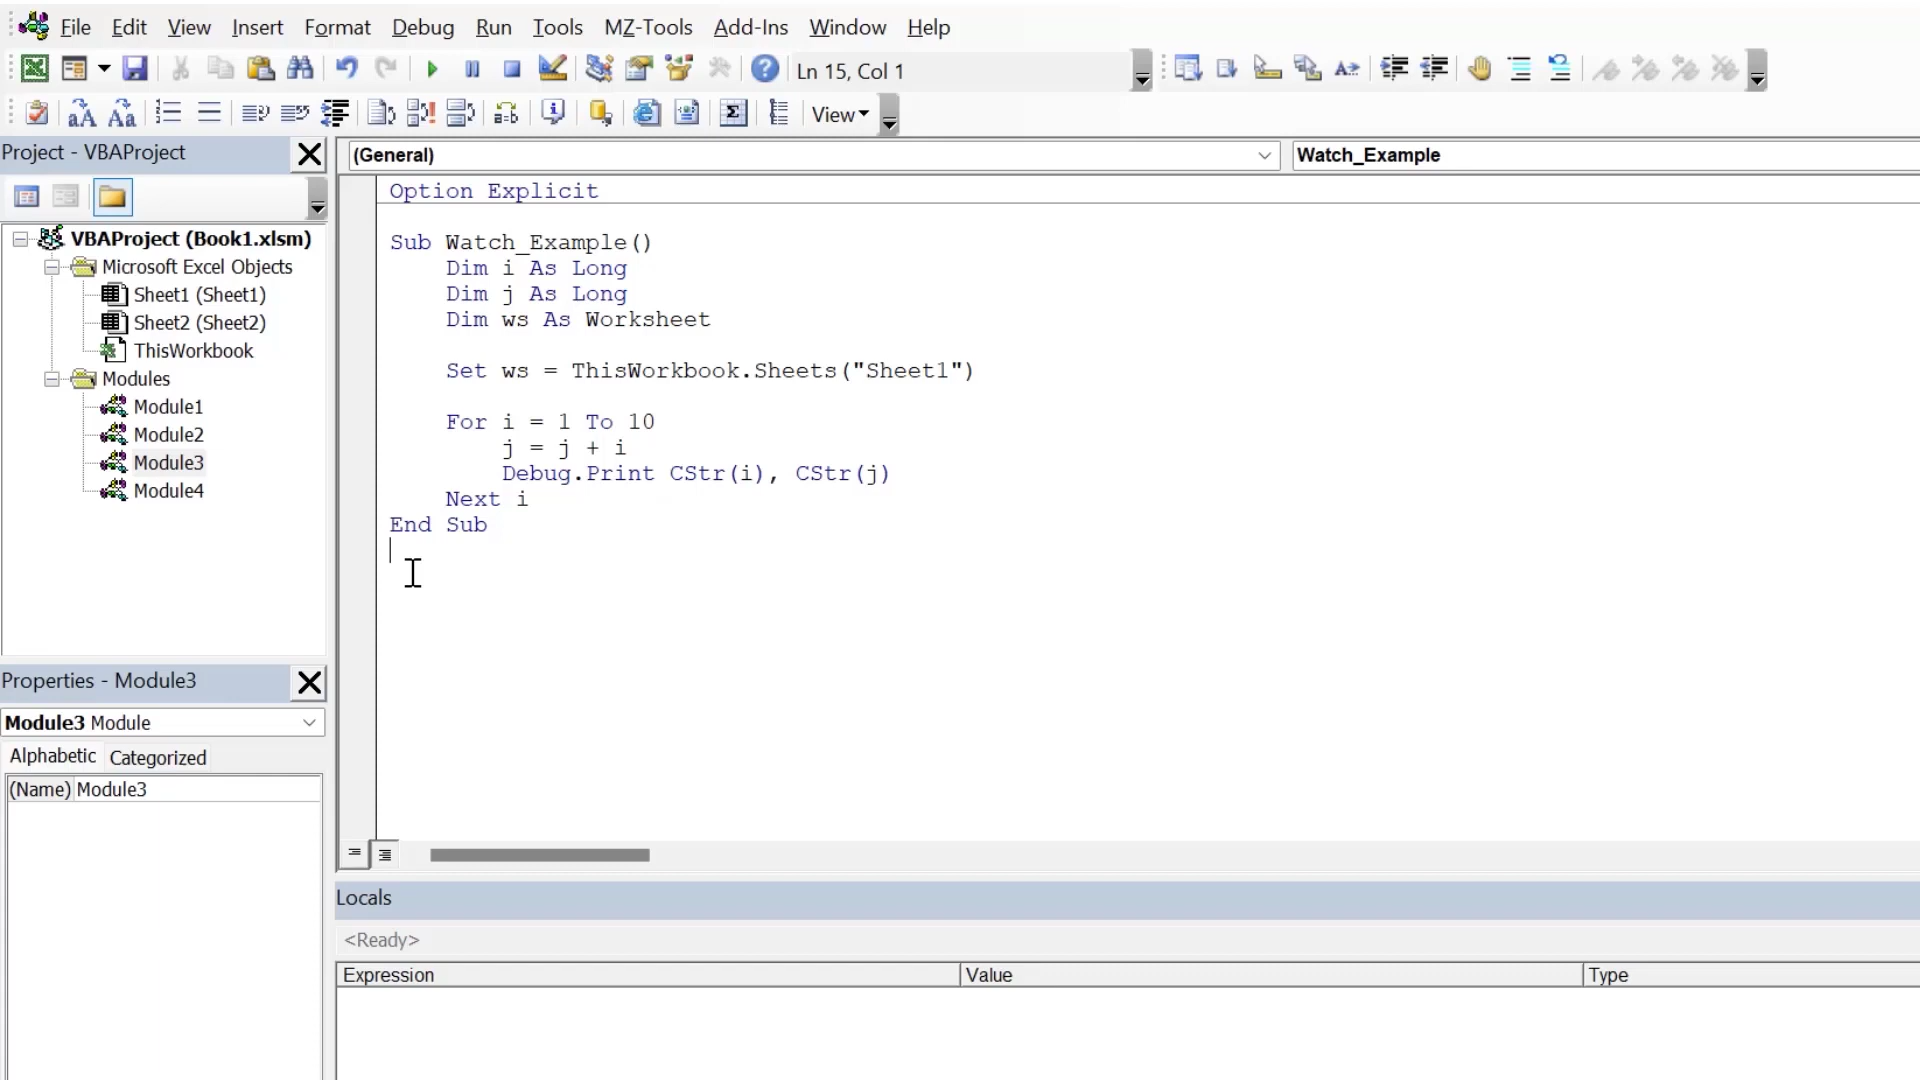 File Edit View Insert Format Debug Run Tools MZ-Tools Add-Ins Window Help
Ln 15, Col 1
View
Project - VBAProject
(General)
Watch_Example
VBAProject (Book1.xlsm)
Microsoft Excel Objects
Sheet1 (Sheet1)
Sheet2 (Sheet2)
ThisWorkbook
Modules
Module1
Module2
Module3
Module4
Option Explicit
Sub Watch_Example()
    Dim i As Long
    Dim j As Long
    Dim ws As Worksheet
    Set ws = ThisWorkbook.Sheets("Sheet1")
    For i = 1 To 10
        j = j + i
        Debug.Print CStr(i), CStr(j)
    Next i
End Sub
Properties - Module3
Module3 Module
Alphabetic Categorized
(Name) Module3
Locals
<Ready>
Expression Value Type